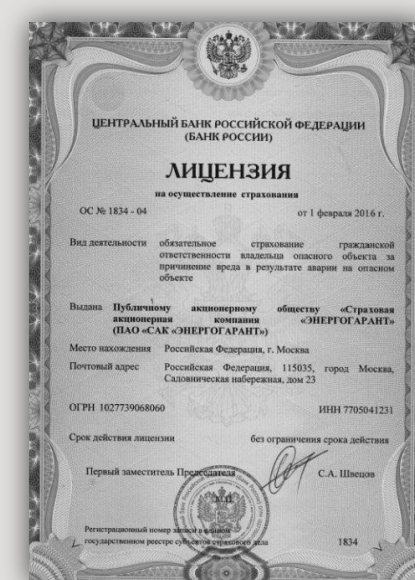 ЦЕНТРАЛЬНЫЙ БАНК РОССИЙСКОЙ ФЕДЕРАЦИИ
(БАНК РОССИИ)
ЛИЦЕНЗИЯ
на осуществление страхования
ОС № 1834 - 04 от 1 февраля 2016 г.
Вид деятельности обязательное страхование гражданской
ответственности владельца опасного объекта за
причинение вреда в результате аварии на опасном
объекте
Выдана Публичному акционерному обществу «Страховая
акционерная компания «ЭНЕРГОГАРАНТ»
(ПАО «САК «ЭНЕРГОГАРАНТ»)
Место нахождения Российская Федерация, г. Москва
Почтовый адрес Российская Федерация, 115035, город Москва,
Садовническая набережная, дом 23
ОГРН 1027739068060 ИНН 7705041231
Срок действия лицензии без ограничения срока действия
Первый заместитель Председателя С.А. Швецов
М.П.
Регистрационный номер записи в едином
государственном реестре субъектов страхового дела 1834